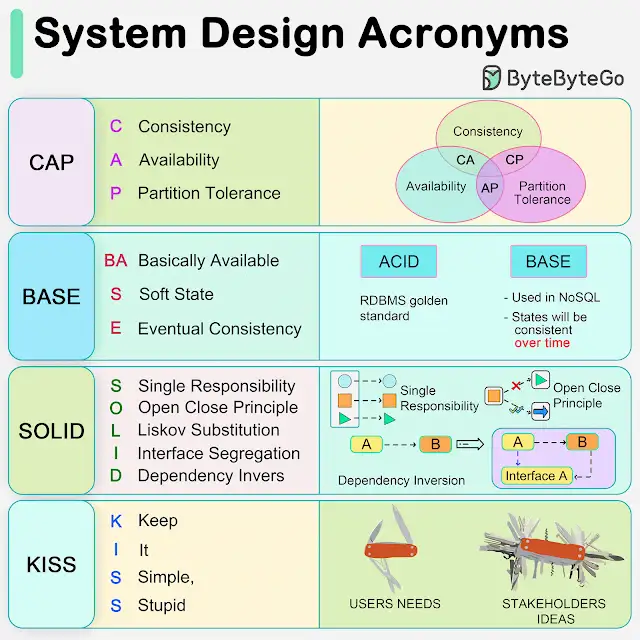 System Design Acronyms
ByteByteGo
CAP
C Consistency
A Availability
P Partition Tolerance
Consistency
CA
CP
Availability
AP
Partition
Tolerance
BASE
BA Basically Available
S Soft State
E Eventual Consistency
ACID
RDBMS golden
standard
BASE
- Used in NoSQL
- States will be
consistent
over time
SOLID
S Single Responsibility
O Open Close Principle
L Liskov Substitution
I Interface Segregation
D Dependency Invers
Single
Responsibility
Open Close
Principle
A
B
A
B
Interface A
Dependency Inversion
KISS
K Keep
I It
S Simple,
S Stupid
USERS NEEDS
STAKEHOLDERS
IDEAS